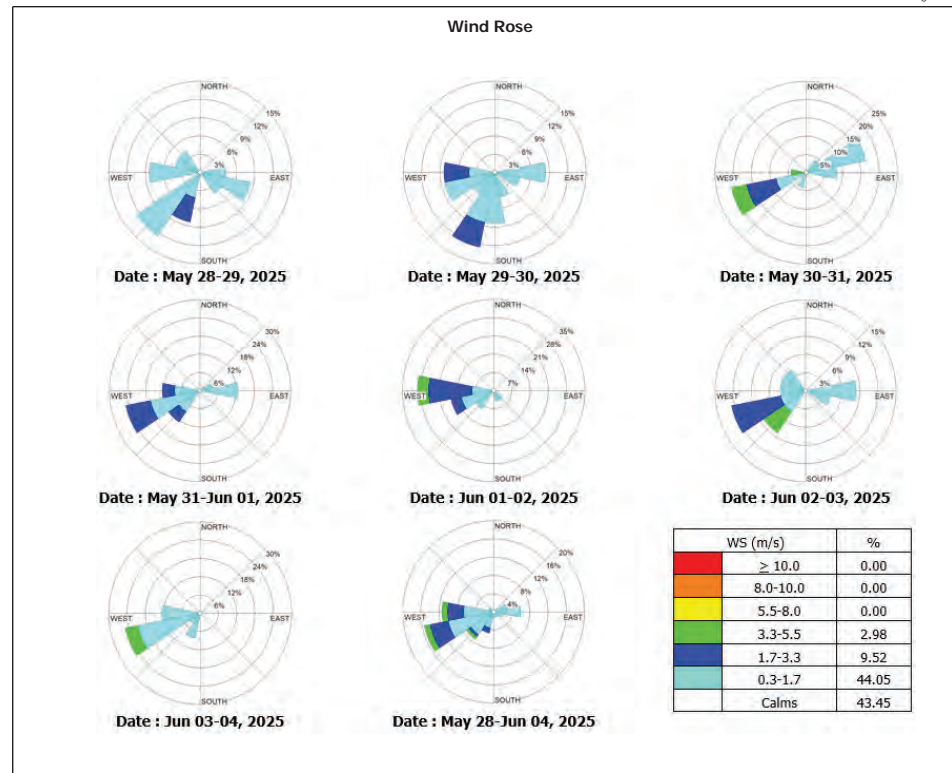 Wind Rose
NORTH
15%
12%
9%
6%
3%
WEST
EAST
SOUTH
Date : May 28-29, 2025
NORTH
15%
12%
9%
6%
3%
WEST
EAST
SOUTH
Date : May 29-30, 2025
NORTH
25%
20%
15%
10%
5%
WEST
EAST
SOUTH
Date : May 30-31, 2025
NORTH
30%
24%
18%
12%
6%
WEST
EAST
SOUTH
Date : May 31-Jun 01, 2025
NORTH
35%
28%
21%
14%
7%
WEST
EAST
SOUTH
Date : Jun 01-02, 2025
NORTH
15%
12%
9%
6%
3%
WEST
EAST
SOUTH
Date : Jun 02-03, 2025
NORTH
30%
24%
18%
12%
6%
WEST
EAST
SOUTH
Date : Jun 03-04, 2025
NORTH
20%
16%
12%
8%
4%
WEST
EAST
SOUTH
Date : May 28-Jun 04, 2025
WS (m/s) %
≥ 10.0 0.00
8.0-10.0 0.00
5.5-8.0 0.00
3.3-5.5 2.98
1.7-3.3 9.52
0.3-1.7 44.05
Calms 43.45